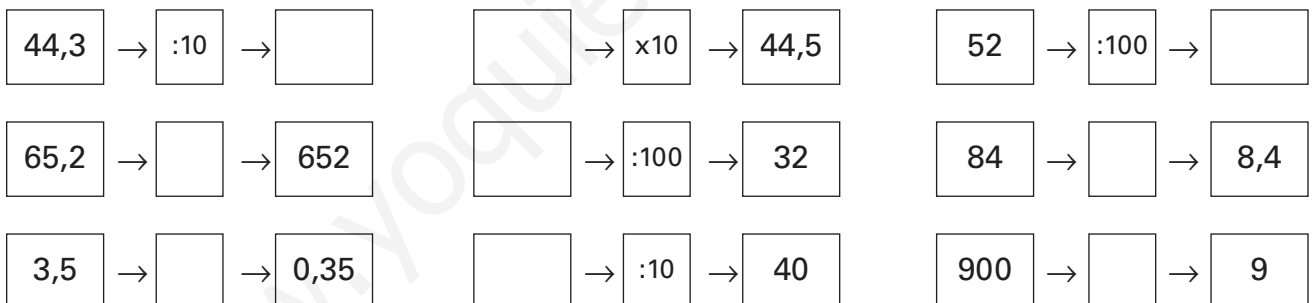 44,3 → :10 → → x10 → 44,5 52 → :100 →
65,2 → → 652 → :100 → 32 84 → → 8,4
3,5 → → 0,35 → :10 → 40 900 → → 9
yoquie